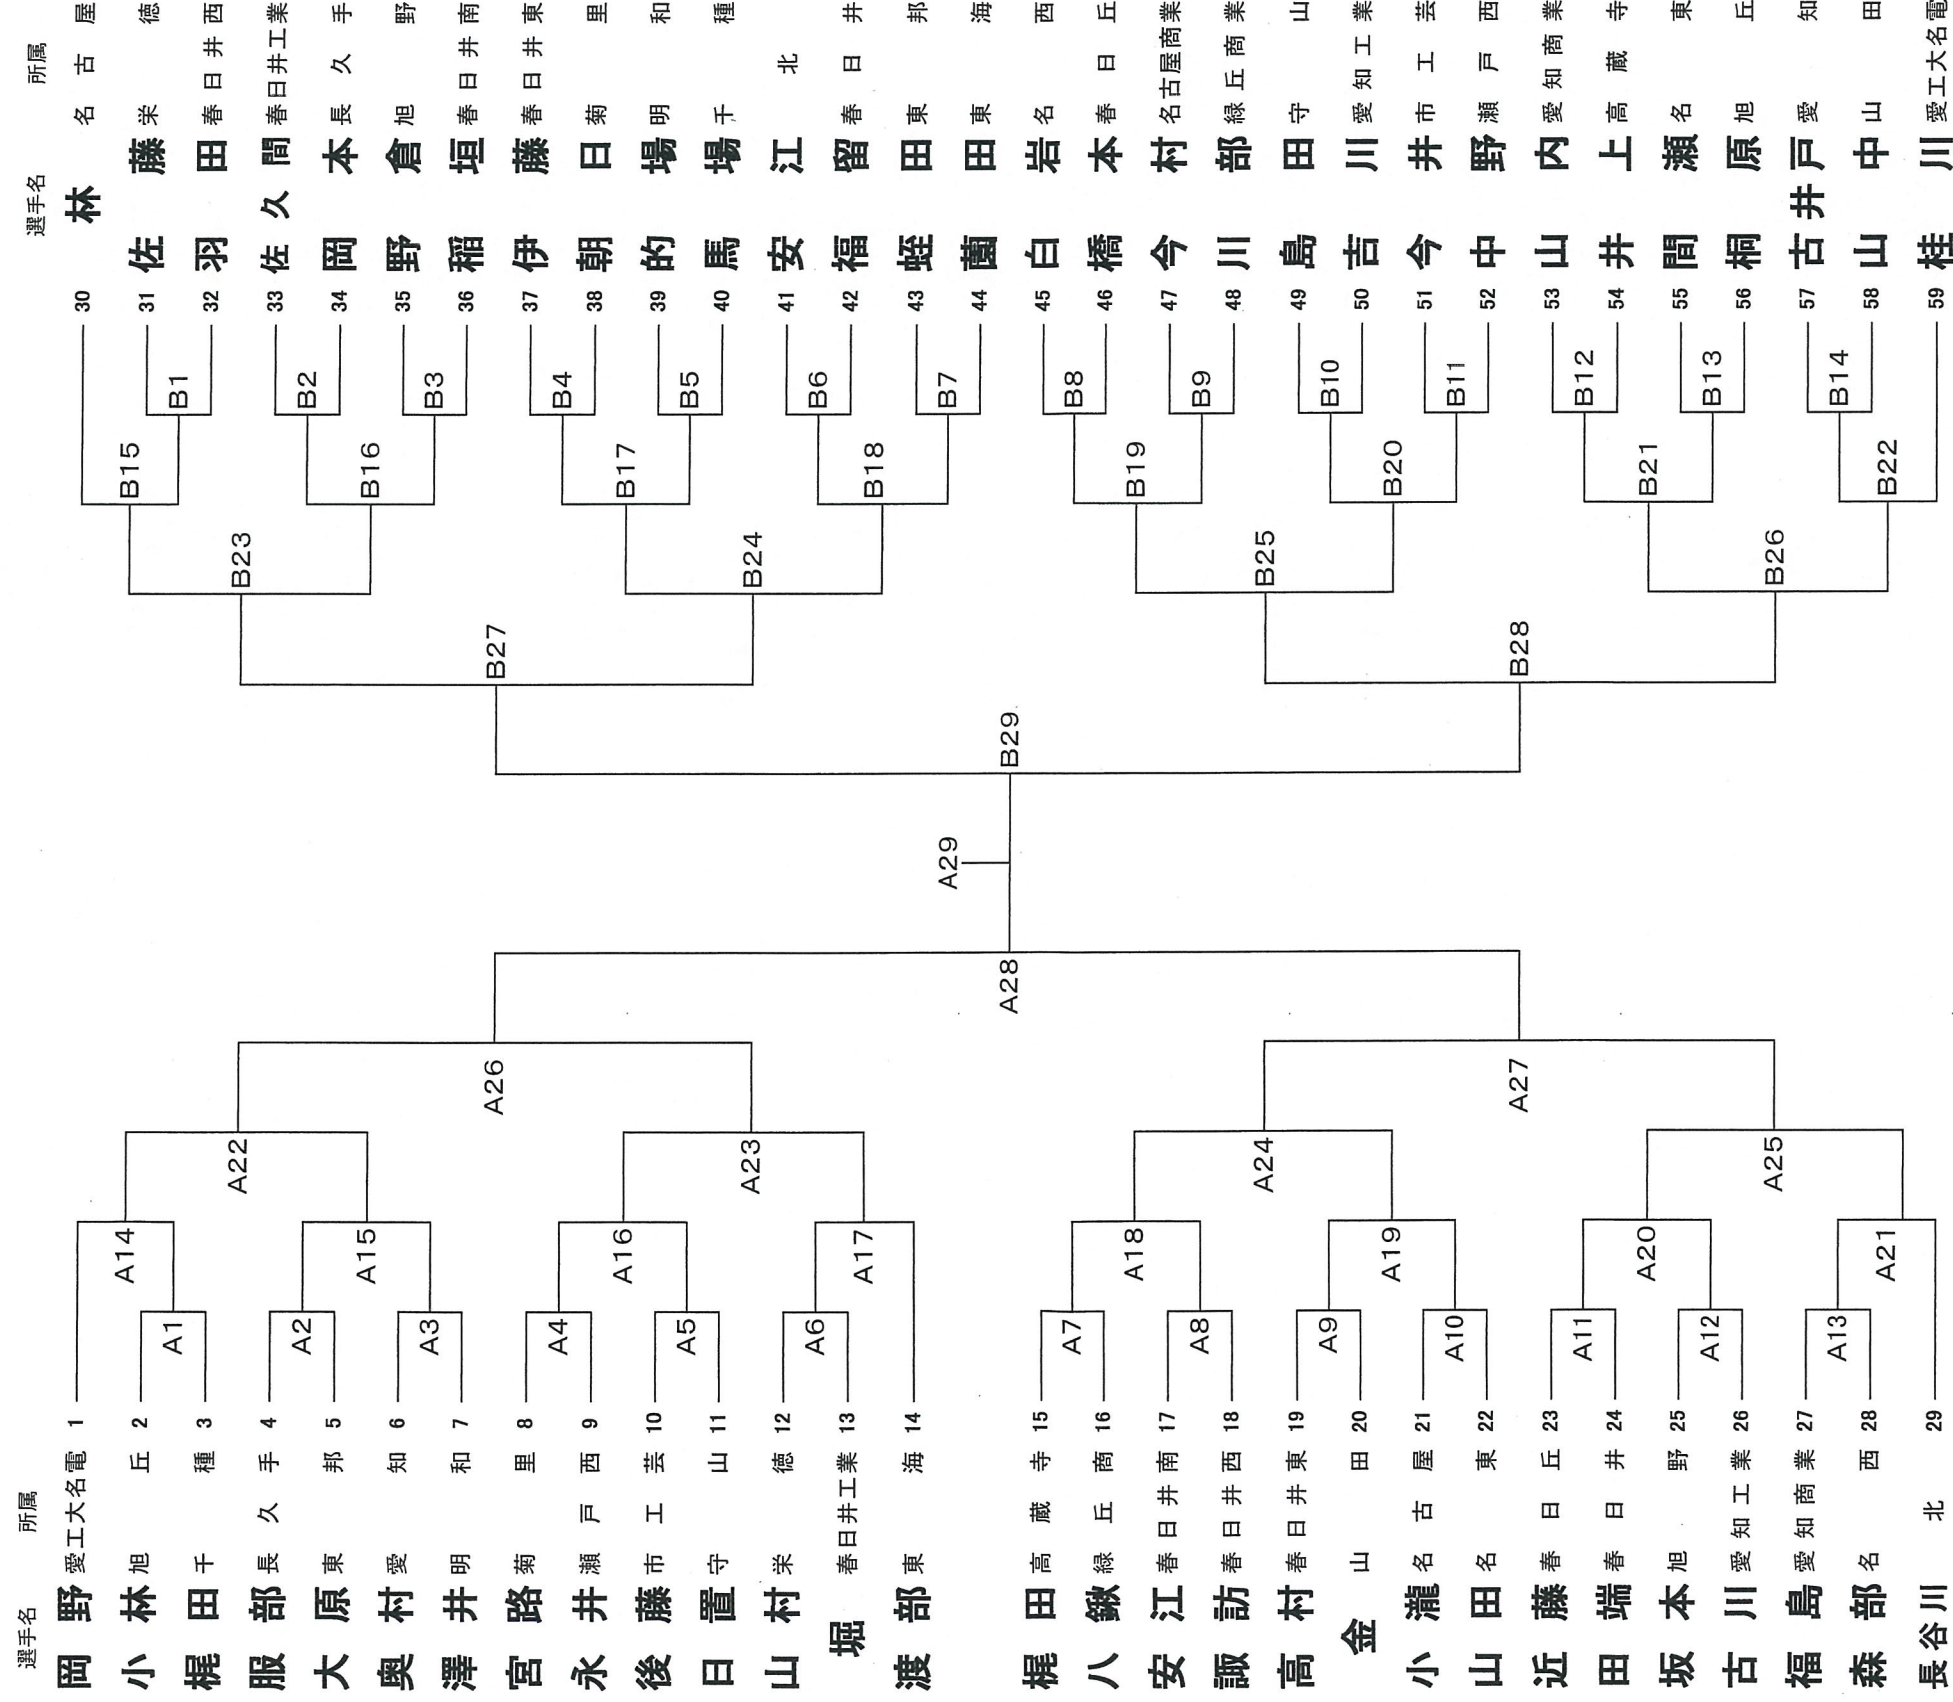 選手名 所属
岡野 愛工大名電 1
小林 旭丘 2
梶田 千種 3
服部 長久手 4
大原 東邦 5
奥村 愛知 6
澤井 明和 7
宮路 菊里 8
永井 瀬戸西 9
後藤 市工芸 10
日置 守山 11
山村 栄徳 12
堀 春日井工業 13
渡部 東海 14
梶田 高蔵寺 15
八鍬 緑丘商 16
安江 春日井南 17
諏訪 春日井西 18
高村 春日井東 19
金 山田 20
小瀧 名古屋 21
山田 名東 22
近藤 春日丘 23
田端 春日井 24
坂本 旭野 25
古川 愛知工業 26
福島 愛知商業 27
森部 名西 28
長谷川 北 29
A1
A2
A3
A4
A5
A6
A7
A8
A9
A10
A11
A12
A13
A14
A15
A16
A17
A18
A19
A20
A21
A22
A23
A24
A25
A26
A27
A28
A29
B29
B27
B28
B23
B24
B25
B26
B15
B16
B17
B18
B19
B20
B21
B22
B1
B2
B3
B4
B5
B6
B7
B8
B9
B10
B11
B12
B13
B14
選手名 所属
30 林 名古屋
31 佐藤 栄徳
32 羽田 春日井西
33 佐久間 春日井工業
34 岡本 長久手
35 野倉 旭野
36 稲垣 春日井南
37 伊藤 春日井東
38 朝日 菊里
39 的場 明和
40 馬場 千種
41 安江 北
42 福留 春日井
43 蛭田 東邦
44 薗田 東海
45 白岩 名西
46 橋本 春日丘
47 今村 名古屋商業
48 川部 緑丘商業
49 島田 守山
50 吉川 愛知工業
51 今井 市工芸
52 中野 瀬戸西
53 山内 愛知商業
54 井上 高蔵寺
55 間瀬 名東
56 桐原 旭丘
57 古井戸 愛知
58 山中 山田
59 桂川 愛工大名電